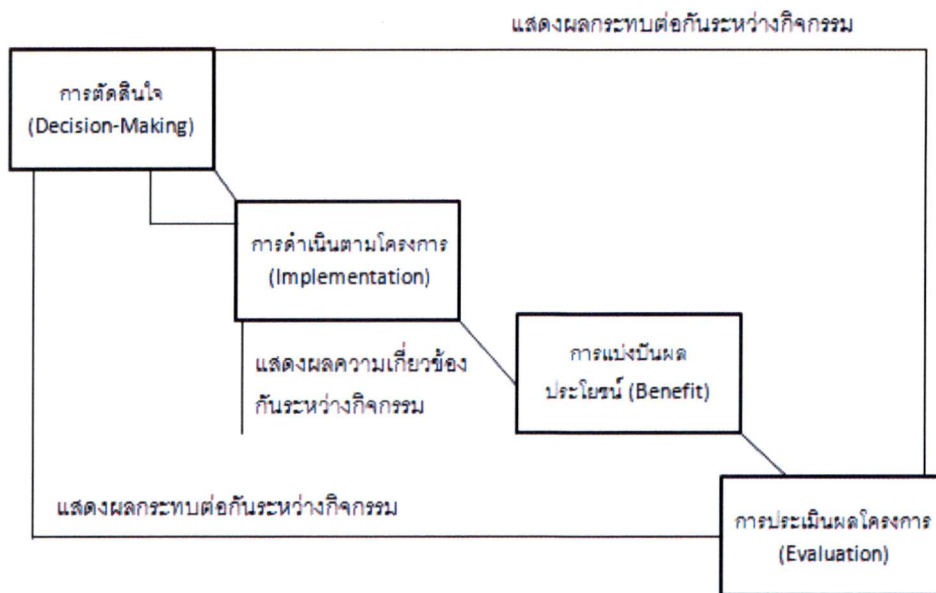 แสดงผลกระทบต่อกันระหว่างกิจกรรม
การตัดสินใจ
(Decision-Making)
การดำเนินตามโครงการ
(Implementation)
แสดงผลความเกี่ยวข้อง
กันระหว่างกิจกรรม
การแบ่งปันผล
ประโยชน์ (Benefit)
แสดงผลกระทบต่อกันระหว่างกิจกรรม
การประเมินผลโครงการ
(Evaluation)